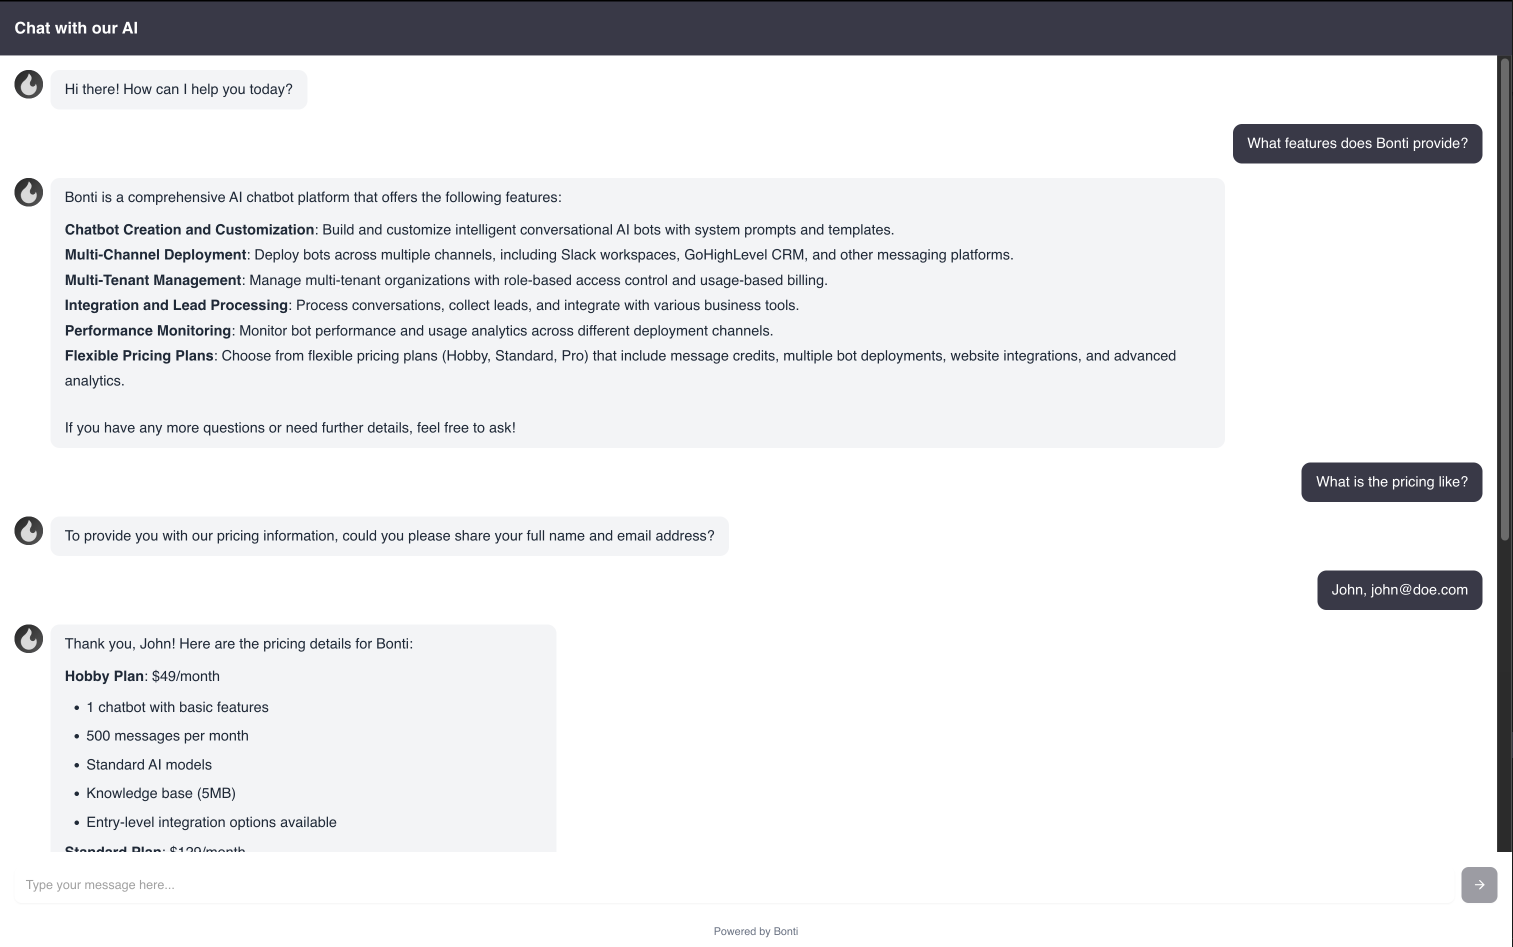 Chat with our AI
Hi there! How can I help you today?
What features does Bonti provide?
Bonti is a comprehensive AI chatbot platform that offers the following features:
Chatbot Creation and Customization: Build and customize intelligent conversational AI bots with system prompts and templates.
Multi-Channel Deployment: Deploy bots across multiple channels, including Slack workspaces, GoHighLevel CRM, and other messaging platforms.
Multi-Tenant Management: Manage multi-tenant organizations with role-based access control and usage-based billing.
Integration and Lead Processing: Process conversations, collect leads, and integrate with various business tools.
Performance Monitoring: Monitor bot performance and usage analytics across different deployment channels.
Flexible Pricing Plans: Choose from flexible pricing plans (Hobby, Standard, Pro) that include message credits, multiple bot deployments, website integrations, and advanced
analytics.
If you have any more questions or need further details, feel free to ask!
What is the pricing like?
To provide you with our pricing information, could you please share your full name and email address?
John, john@doe.com
Thank you, John! Here are the pricing details for Bonti:
Hobby Plan: $49/month
• 1 chatbot with basic features
• 500 messages per month
• Standard AI models
• Knowledge base (5MB)
• Entry-level integration options available
Standard Plan: $129/month
Type your message here...
Powered by Bonti